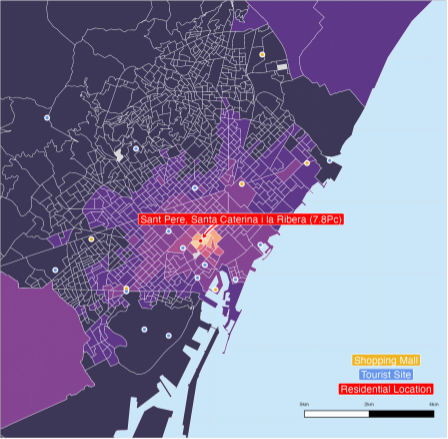 Sant Pere, Santa Caterina i la Ribera (7.8Pc)
Shopping Mall
Tourist Site
Residential Location
0km 2km 4km